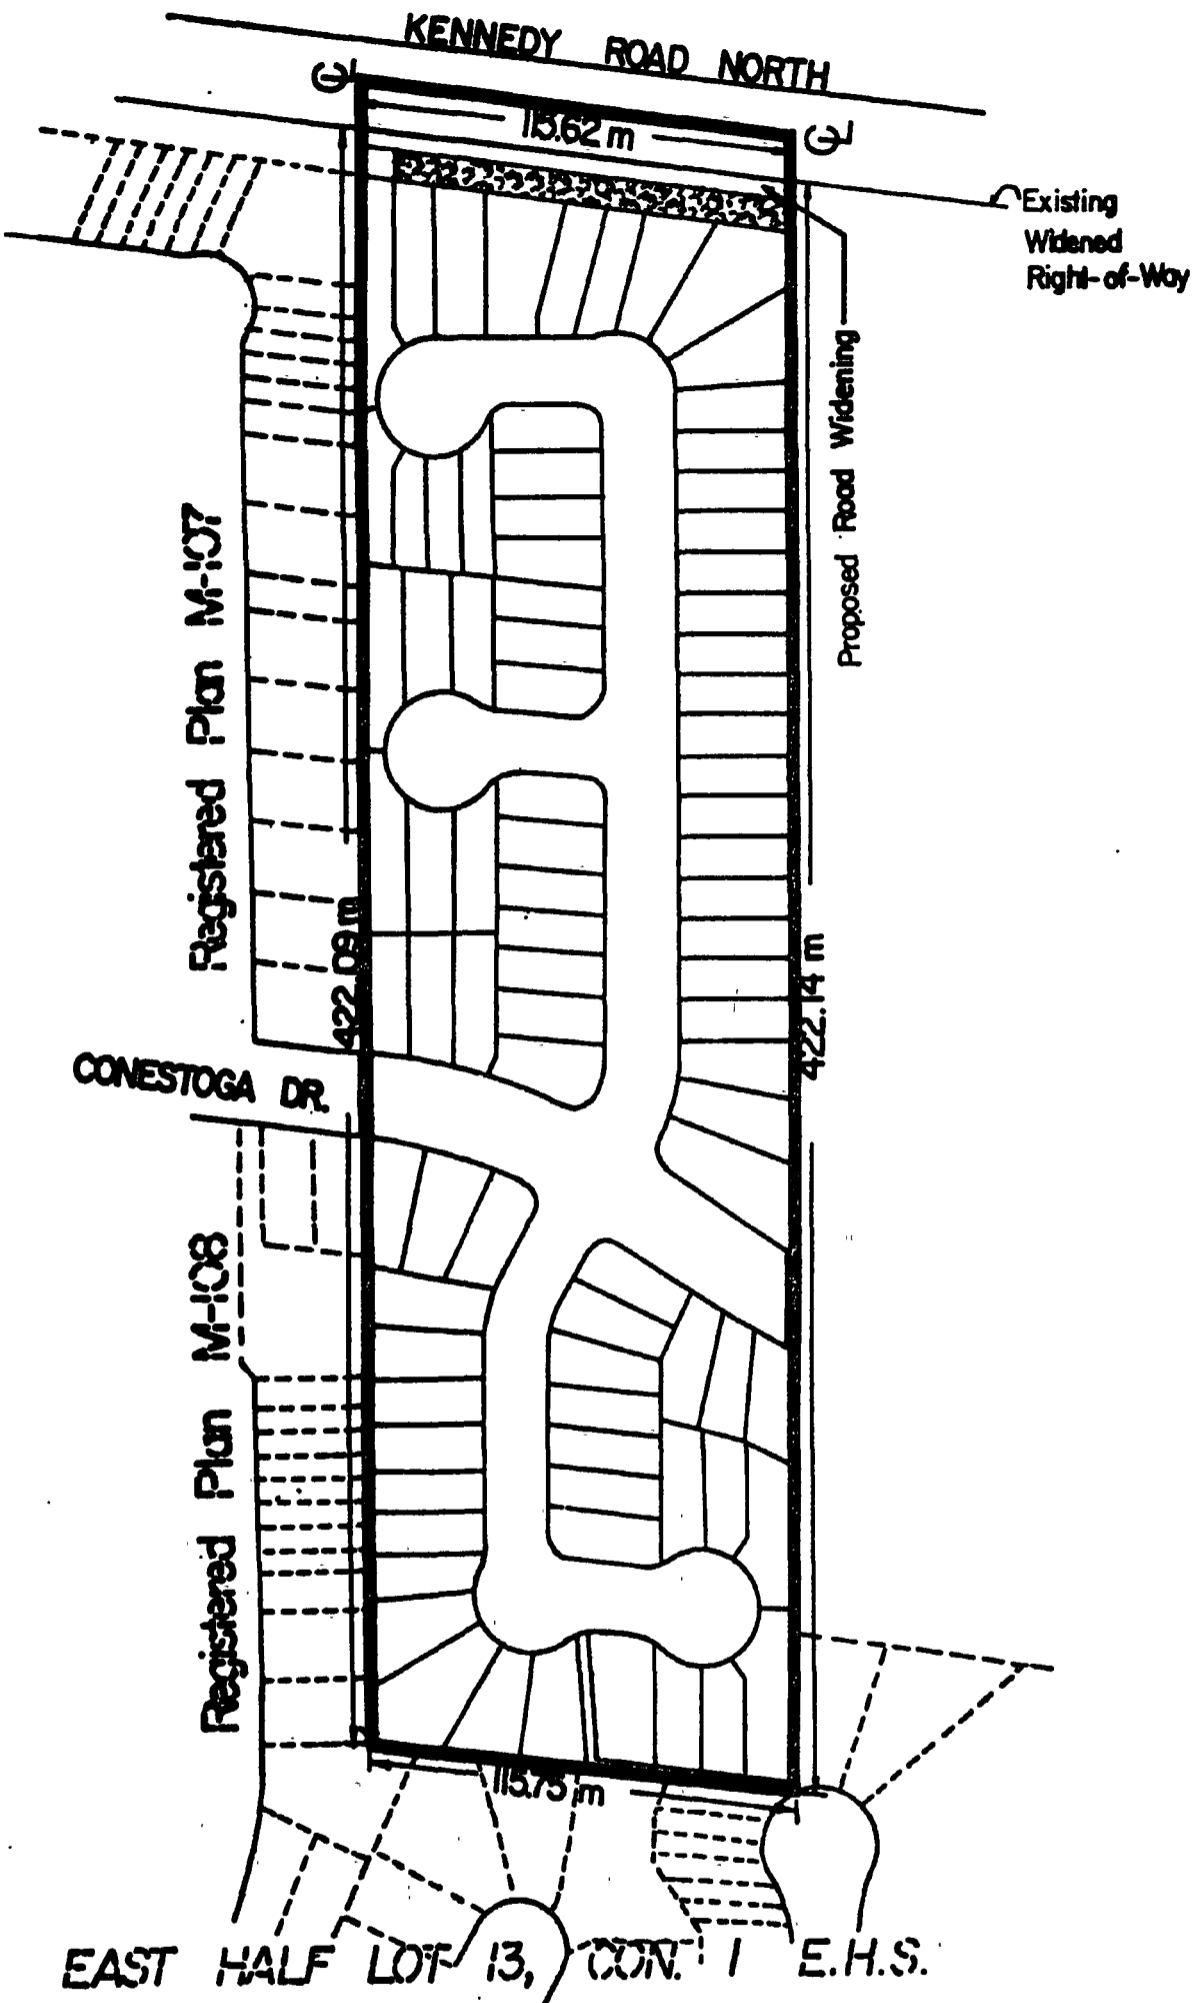 KENNEDY ROAD NORTH
℄
115.62 m
℄
Existing
Widened
Right-of-Way
Proposed Road Widening
Registered Plan M-107
422.09 m
422.14 m
CONESTOGA DR.
Registered Plan M-108
115.75 m
EAST HALF LOT 13, CON. 1 E.H.S.